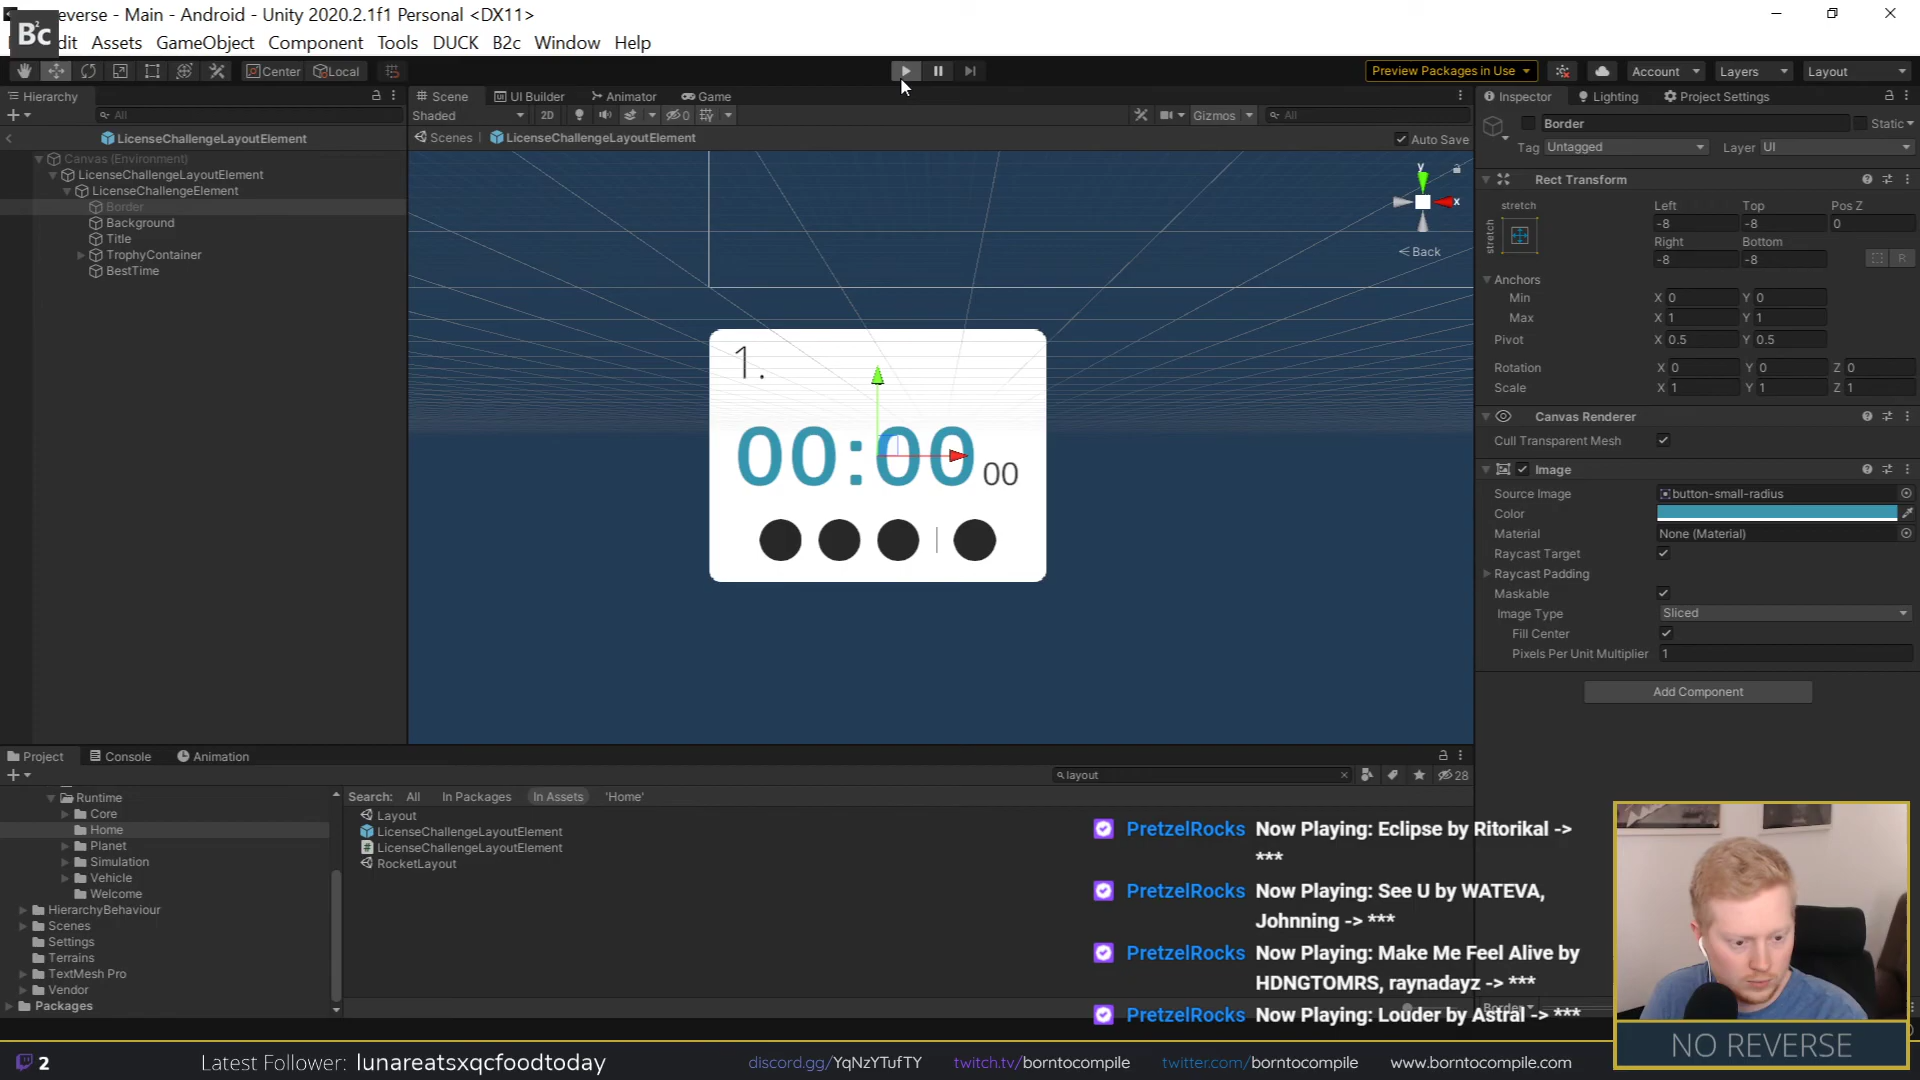 everse - Main - Android - Unity 2020.2.1f1 Personal <DX11>
B²c
dit Assets GameObject Component Tools DUCK B2c Window Help
Center Local
Preview Packages in Use
Account Layers Layout
Hierarchy
All
LicenseChallengeLayoutElement
Canvas (Environment)
LicenseChallengeLayoutElement
LicenseChallengeElement
Border
Background
Title
TrophyContainer
BestTime
Scene UI Builder Animator Game
Shaded 2D 0 Gizmos All
Scenes LicenseChallengeLayoutElement Auto Save
y
x
< Back
1.
00:00 00
Inspector Lighting Project Settings
Border Static
Tag Untagged Layer UI
Rect Transform
stretch
stretch
Left Top Pos Z
-8 -8 0
Right Bottom
-8 -8 R
Anchors
Min X 0 Y 0
Max X 1 Y 1
Pivot X 0.5 Y 0.5
Rotation X 0 Y 0 Z 0
Scale X 1 Y 1 Z 1
Canvas Renderer
Cull Transparent Mesh
Image
Source Image button-small-radius
Color
Material None (Material)
Raycast Target
Raycast Padding
Maskable
Image Type Sliced
Fill Center
Pixels Per Unit Multiplier 1
Add Component
Project Console Animation
layout
28
Runtime
Core
Home
Planet
Simulation
Vehicle
Welcome
HierarchyBehaviour
Scenes
Settings
Terrains
TextMesh Pro
Vendor
Packages
Search: All In Packages In Assets 'Home'
Layout
LicenseChallengeLayoutElement
LicenseChallengeLayoutElement
RocketLayout
PretzelRocks Now Playing: Eclipse by Ritorikal ->
***
PretzelRocks Now Playing: See U by WATEVA,
Johnning -> ***
PretzelRocks Now Playing: Make Me Feel Alive by
HDNGTOMRS, raynadayz -> ***
PretzelRocks Now Playing: Louder by Astral -> ***
Border
NO REVERSE
2 Latest Follower: lunareatsxqcfoodtoday
discord.gg/YqNzYTufTY twitch.tv/borntocompile twitter.com/borntocompile www.borntocompile.com